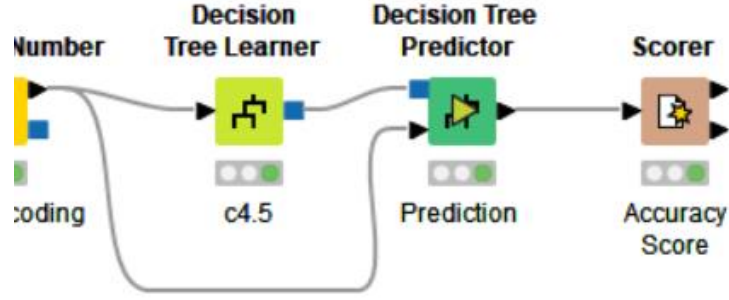 Number
Decision
Tree Learner
Decision Tree
Predictor
Scorer
coding
c4.5
Prediction
Accuracy
Score